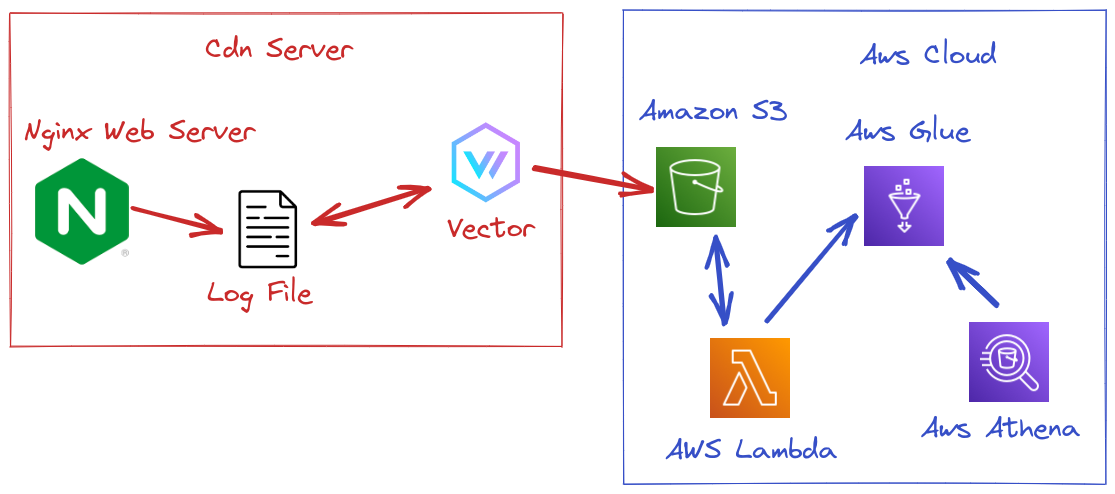 Cdn Server
Nginx Web Server
N
®
Log File
Vector
Aws Cloud
Amazon S3
Aws Glue
AWS Lambda
Aws Athena